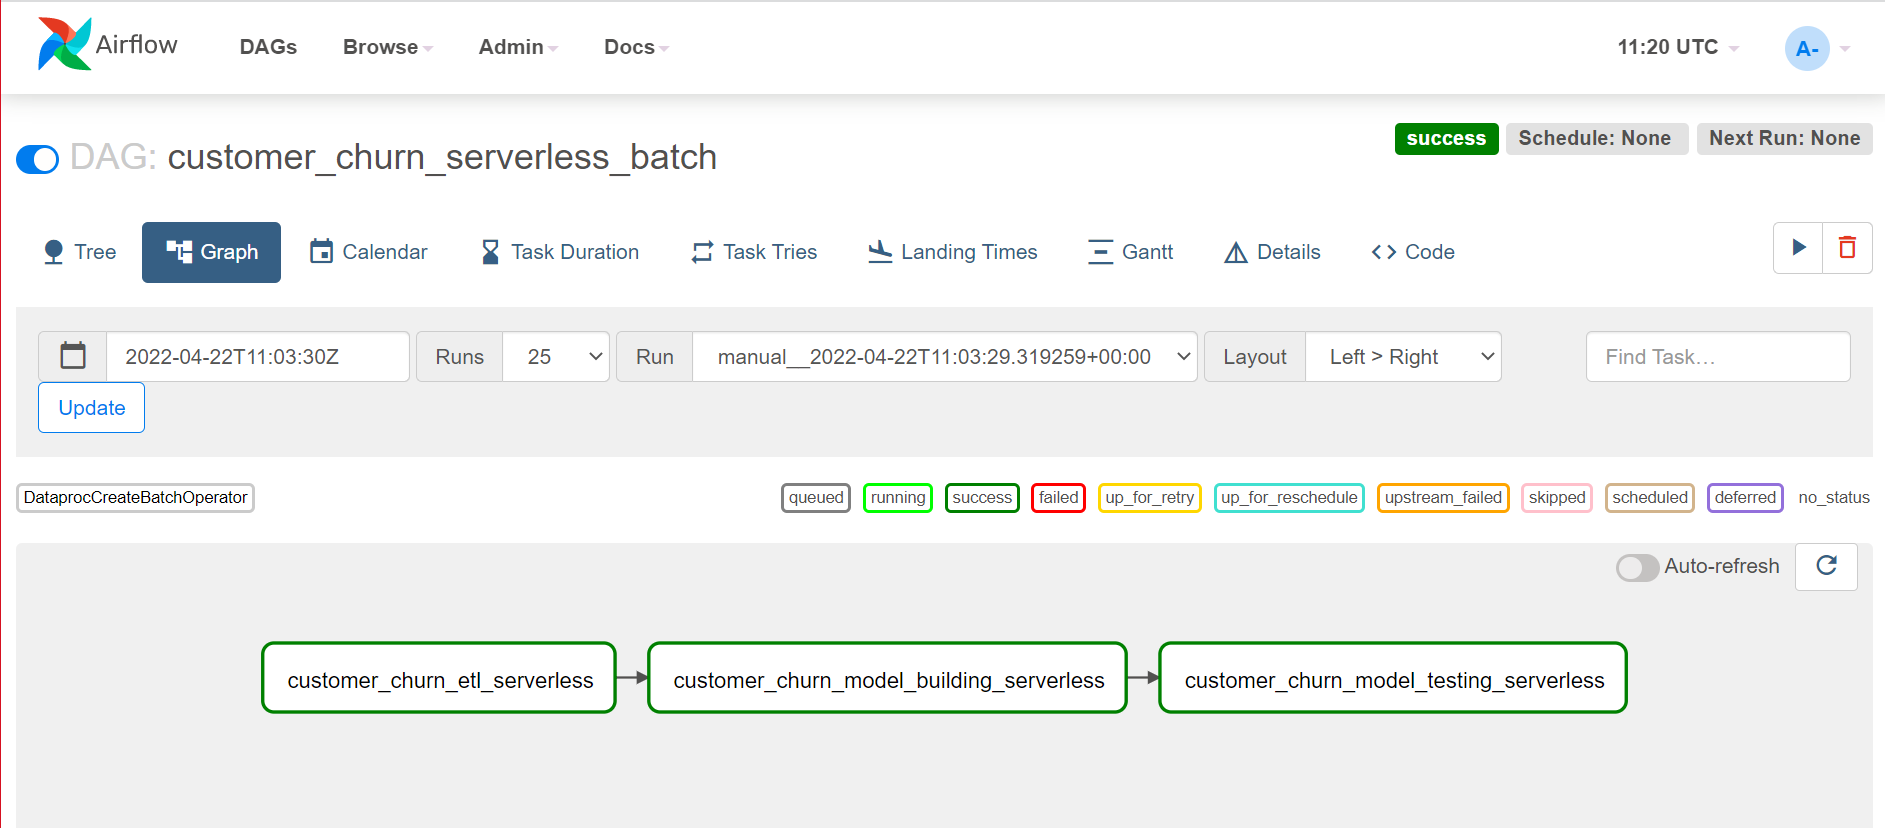 Airflow DAGs Browse Admin Docs 11:20 UTC A-
success Schedule: None Next Run: None
DAG: customer_churn_serverless_batch
Tree Graph Calendar Task Duration Task Tries Landing Times Gantt Details Code
2022-04-22T11:03:30Z Runs 25 Run manual__2022-04-22T11:03:29.319259+00:00 Layout Left > Right Find Task…
Update
DataprocCreateBatchOperator queued running success failed up_for_retry up_for_reschedule upstream_failed skipped scheduled deferred no_status
Auto-refresh
customer_churn_etl_serverless customer_churn_model_building_serverless customer_churn_model_testing_serverless